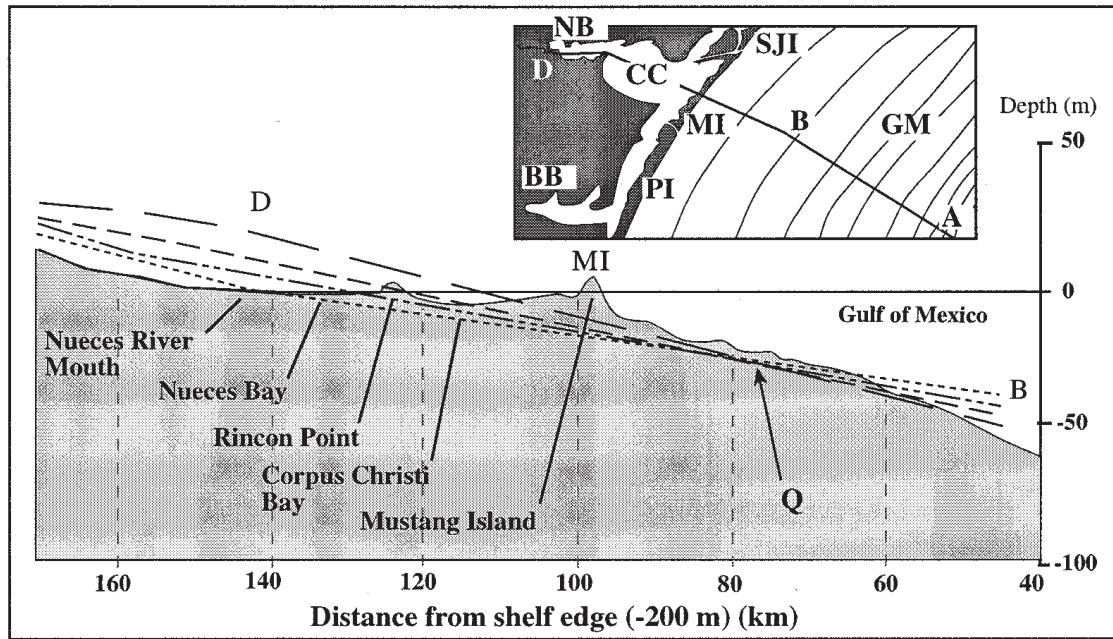 NB
SJI
D
CC
Depth (m)
MI
B
GM
50
BB
PI
A
D
MI
0
Gulf of Mexico
Nueces River
Mouth
Nueces Bay
B
Rincon Point
-50
Corpus Christi
Bay
Mustang Island
Q
-100
160
140
120
100
80
60
40
Distance from shelf edge (-200 m) (km)